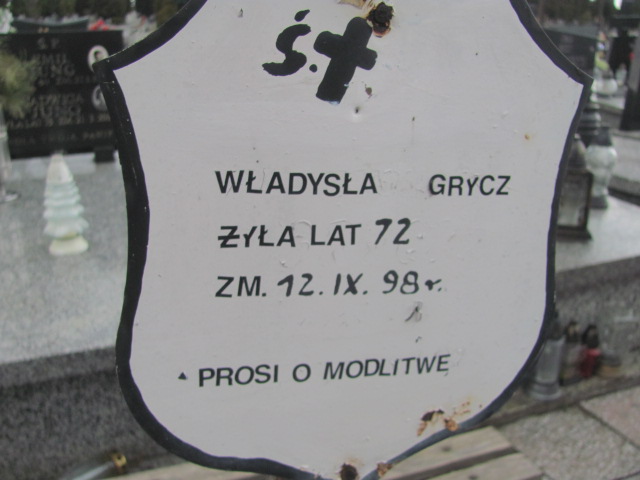 Ś.✝
WŁADYSŁA GRYCZ
ŻYŁA LAT 72
ZM. 12. IX. 98 r.
PROSI O MODLITWĘ